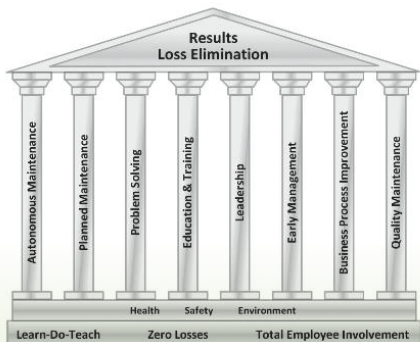 Results
Loss Elimination
Autonomous Maintenance
Planned Maintenance
Problem Solving
Education & Training
Leadership
Early Management
Business Process Improvement
Quality Maintenance
Health Safety Environment
Learn-Do-Teach Zero Losses Total Employee Involvement